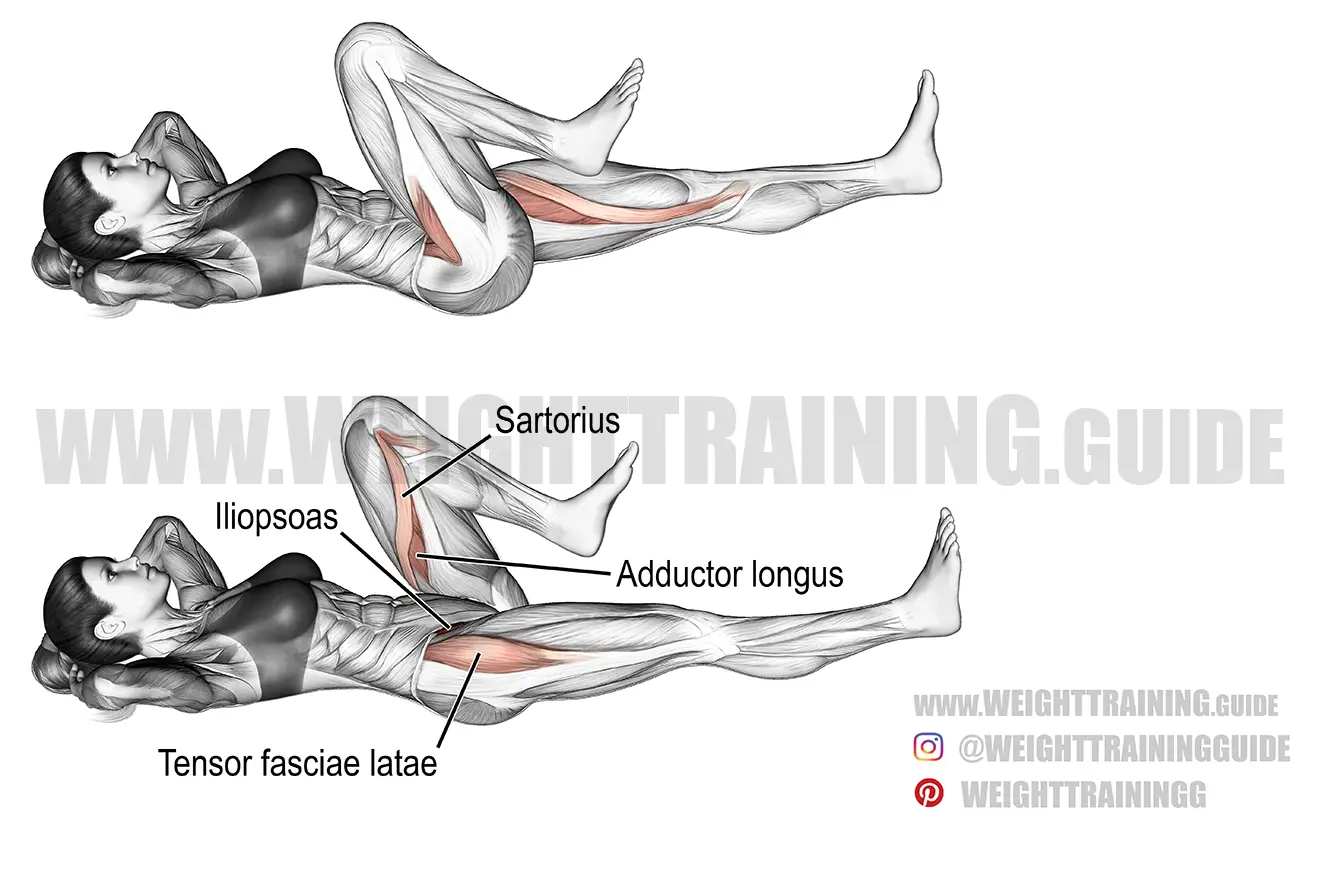 Sartorius
WWW.WEIGHTTRAINING.GUIDE
Iliopsoas
Adductor longus
Tensor fasciae latae
WWW.WEIGHTTRAINING.GUIDE
@WEIGHTTRAININGGUIDE
WEIGHTTRAININGG